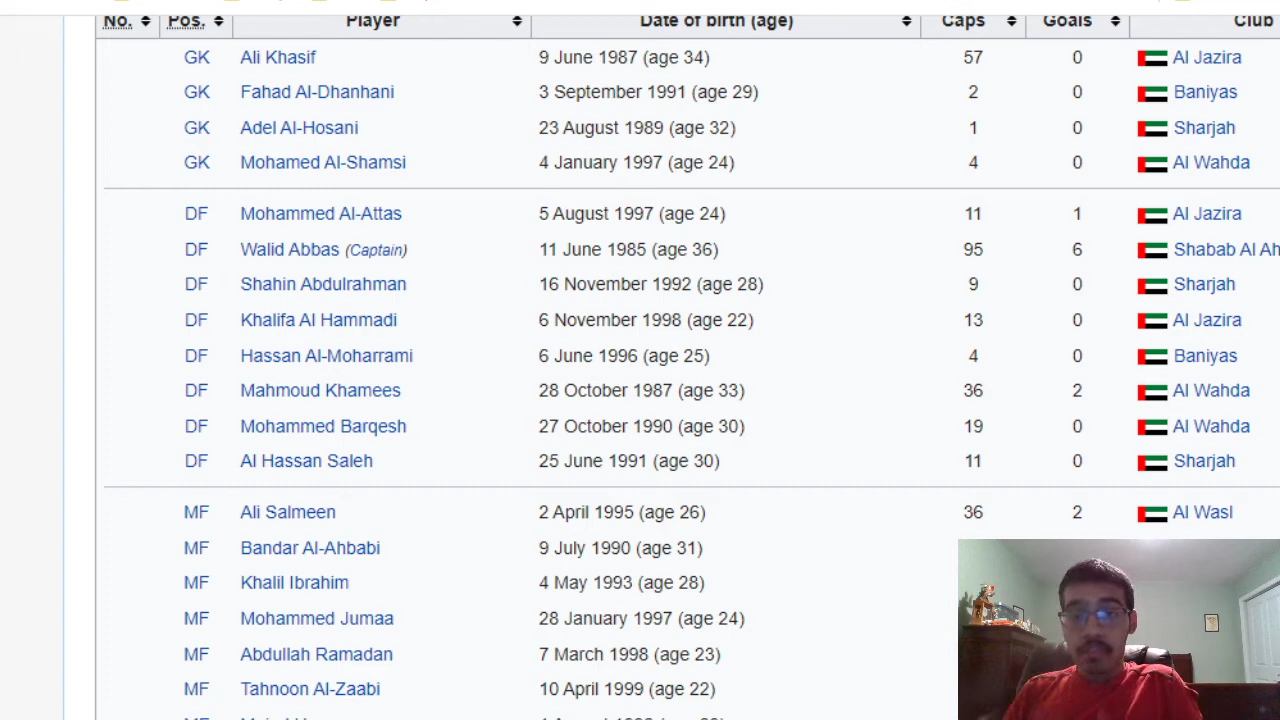 No. Pos. Player Date of birth (age) Caps Goals Club
GK Ali Khasif 9 June 1987 (age 34) 57 0 Al Jazira
GK Fahad Al-Dhanhani 3 September 1991 (age 29) 2 0 Baniyas
GK Adel Al-Hosani 23 August 1989 (age 32) 1 0 Sharjah
GK Mohamed Al-Shamsi 4 January 1997 (age 24) 4 0 Al Wahda
DF Mohammed Al-Attas 5 August 1997 (age 24) 11 1 Al Jazira
DF Walid Abbas (Captain) 11 June 1985 (age 36) 95 6 Shabab Al Ah
DF Shahin Abdulrahman 16 November 1992 (age 28) 9 0 Sharjah
DF Khalifa Al Hammadi 6 November 1998 (age 22) 13 0 Al Jazira
DF Hassan Al-Moharrami 6 June 1996 (age 25) 4 0 Baniyas
DF Mahmoud Khamees 28 October 1987 (age 33) 36 2 Al Wahda
DF Mohammed Barqesh 27 October 1990 (age 30) 19 0 Al Wahda
DF Al Hassan Saleh 25 June 1991 (age 30) 11 0 Sharjah
MF Ali Salmeen 2 April 1995 (age 26) 36 2 Al Wasl
MF Bandar Al-Ahbabi 9 July 1990 (age 31)
MF Khalil Ibrahim 4 May 1993 (age 28)
MF Mohammed Jumaa 28 January 1997 (age 24)
MF Abdullah Ramadan 7 March 1998 (age 23)
MF Tahnoon Al-Zaabi 10 April 1999 (age 22)